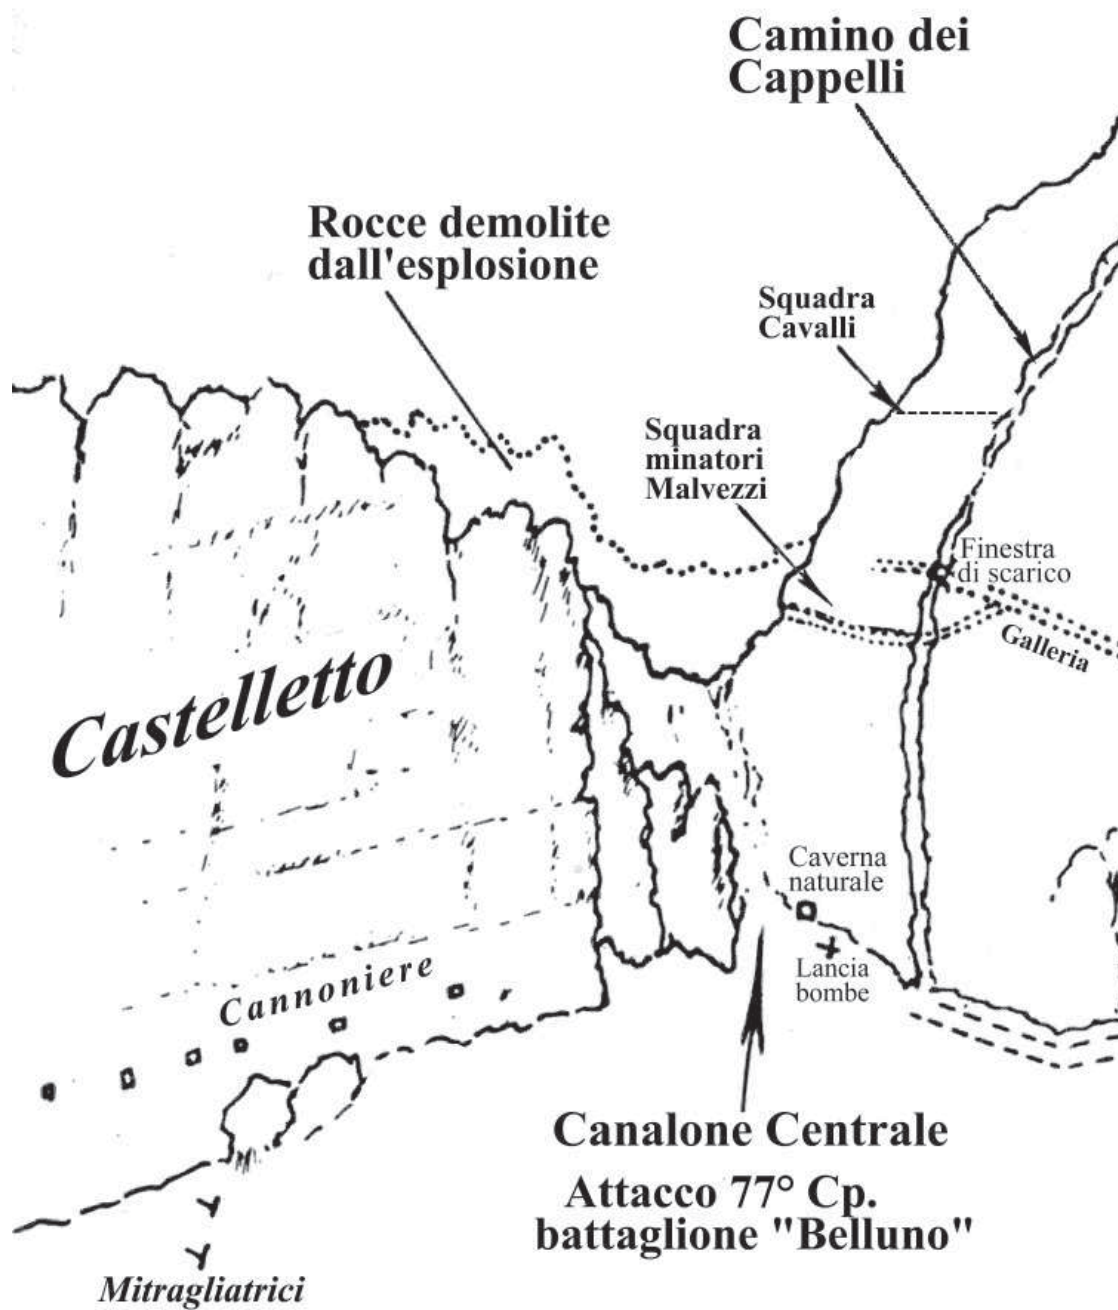 Camino dei
Cappelli
Rocce demolite
dall'esplosione
Squadra
Cavalli
Squadra
minatori
Malvezzi
Finestra
di scarico
Galleria
Castelletto
Caverna
naturale
Lancia
bombe
Cannoniere
Canalone Centrale
Attacco 77° Cp.
battaglione "Belluno"
Mitragliatrici